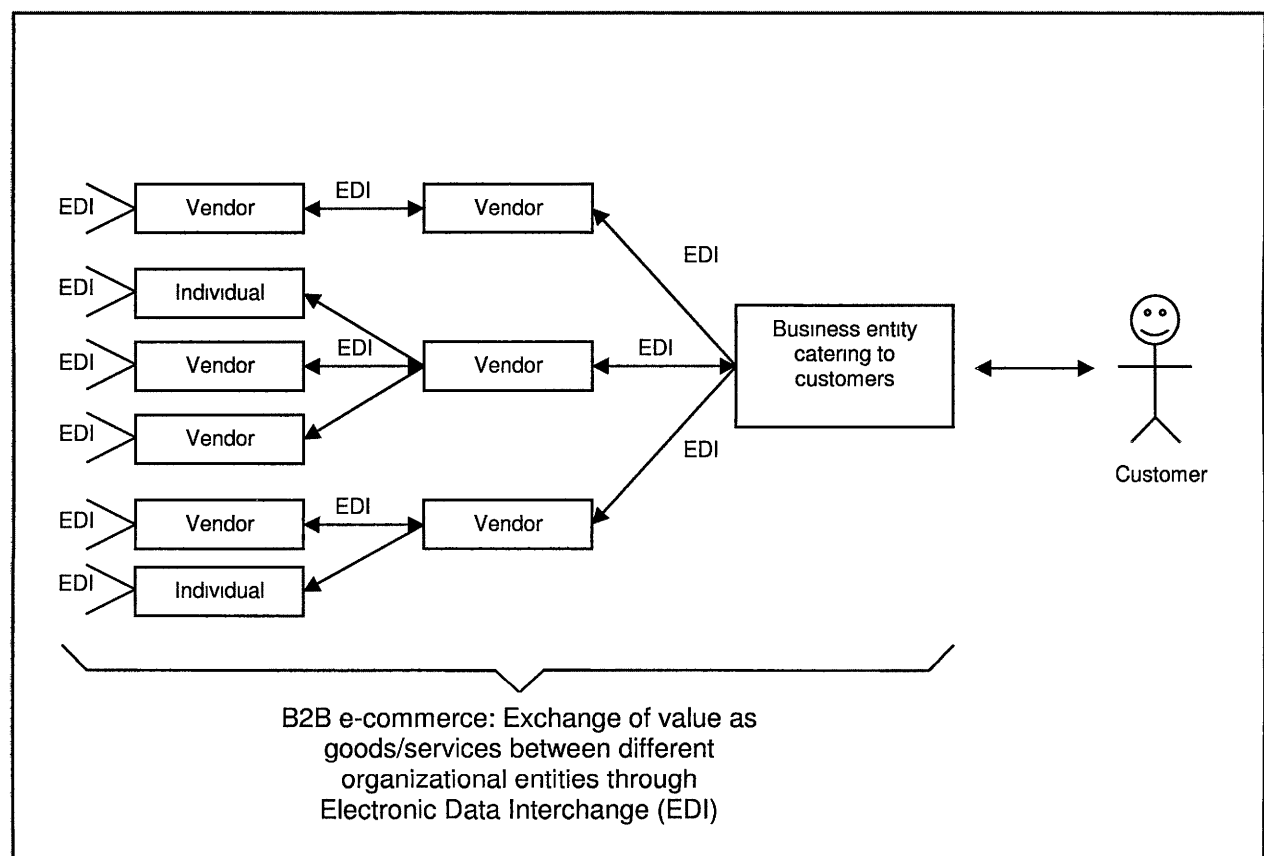 EDI
Vendor
EDI
Vendor
EDI
EDI
Individual
EDI
Vendor
EDI
Vendor
EDI
Business entity
catering to
customers
EDI
Vendor
EDI
Customer
EDI
Vendor
EDI
Vendor
EDI
Individual
B2B e-commerce: Exchange of value as
goods/services between different
organizational entities through
Electronic Data Interchange (EDI)